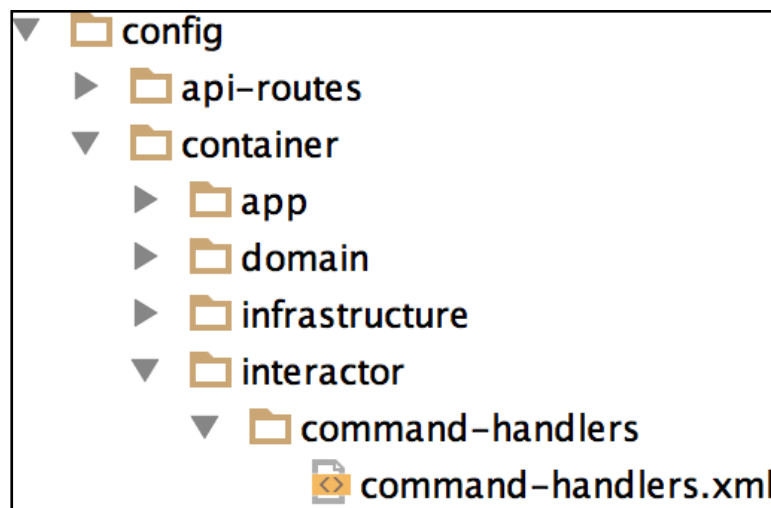 config
api-routes
container
app
domain
infrastructure
interactor
command-handlers
command-handlers.xml